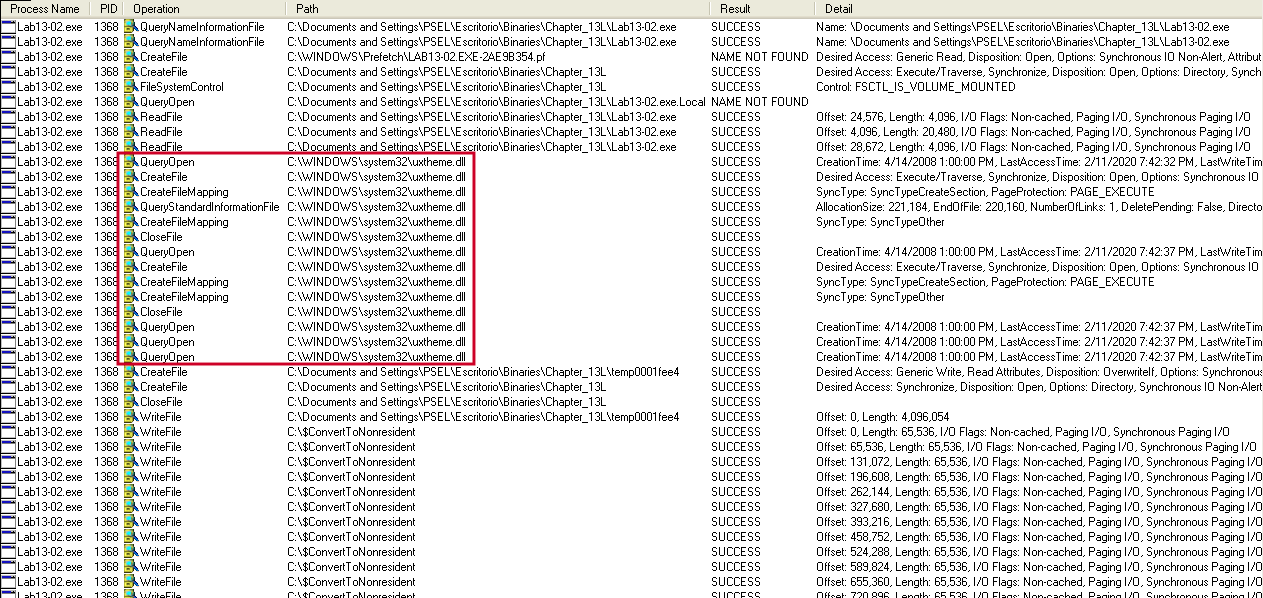 Process Name PID Operation Path Result Detail
Lab13-02.exe 1368 QueryNameInformationFile C:\Documents and Settings\PSEL\Escritorio\Binaries\Chapter_13L\Lab13-02.exe SUCCESS Name: \Documents and Settings\PSEL\Escritorio\Binaries\Chapter_13L\Lab13-02.exe
Lab13-02.exe 1368 QueryNameInformationFile C:\Documents and Settings\PSEL\Escritorio\Binaries\Chapter_13L\Lab13-02.exe SUCCESS Name: \Documents and Settings\PSEL\Escritorio\Binaries\Chapter_13L\Lab13-02.exe
Lab13-02.exe 1368 CreateFile C:\WINDOWS\Prefetch\LAB13-02.EXE-2AE9B354.pf NAME NOT FOUND Desired Access: Generic Read, Disposition: Open, Options: Synchronous IO Non-Alert, Attribut
Lab13-02.exe 1368 CreateFile C:\Documents and Settings\PSEL\Escritorio\Binaries\Chapter_13L SUCCESS Desired Access: Execute/Traverse, Synchronize, Disposition: Open, Options: Directory, Synch
Lab13-02.exe 1368 FileSystemControl C:\Documents and Settings\PSEL\Escritorio\Binaries\Chapter_13L SUCCESS Control: FSCTL_IS_VOLUME_MOUNTED
Lab13-02.exe 1368 QueryOpen C:\Documents and Settings\PSEL\Escritorio\Binaries\Chapter_13L\Lab13-02.exe.Local NAME NOT FOUND
Lab13-02.exe 1368 ReadFile C:\Documents and Settings\PSEL\Escritorio\Binaries\Chapter_13L\Lab13-02.exe SUCCESS Offset: 24,576, Length: 4,096, I/O Flags: Non-cached, Paging I/O, Synchronous Paging I/O
Lab13-02.exe 1368 ReadFile C:\Documents and Settings\PSEL\Escritorio\Binaries\Chapter_13L\Lab13-02.exe SUCCESS Offset: 4,096, Length: 20,480, I/O Flags: Non-cached, Paging I/O, Synchronous Paging I/O
Lab13-02.exe 1368 ReadFile C:\Documents and Settings\PSEL\Escritorio\Binaries\Chapter_13L\Lab13-02.exe SUCCESS Offset: 28,672, Length: 4,096, I/O Flags: Non-cached, Paging I/O, Synchronous Paging I/O
Lab13-02.exe 1368 QueryOpen C:\WINDOWS\system32\uxtheme.dll SUCCESS CreationTime: 4/14/2008 1:00:00 PM, LastAccessTime: 2/11/2020 7:42:32 PM, LastWriteTim
Lab13-02.exe 1368 CreateFile C:\WINDOWS\system32\uxtheme.dll SUCCESS Desired Access: Execute/Traverse, Synchronize, Disposition: Open, Options: Synchronous IO
Lab13-02.exe 1368 CreateFileMapping C:\WINDOWS\system32\uxtheme.dll SUCCESS SyncType: SyncTypeCreateSection, PageProtection: PAGE_EXECUTE
Lab13-02.exe 1368 QueryStandardInformationFile C:\WINDOWS\system32\uxtheme.dll SUCCESS AllocationSize: 221,184, EndOfFile: 220,160, NumberOfLinks: 1, DeletePending: False, Directo
Lab13-02.exe 1368 CreateFileMapping C:\WINDOWS\system32\uxtheme.dll SUCCESS SyncType: SyncTypeOther
Lab13-02.exe 1368 CloseFile C:\WINDOWS\system32\uxtheme.dll SUCCESS
Lab13-02.exe 1368 QueryOpen C:\WINDOWS\system32\uxtheme.dll SUCCESS CreationTime: 4/14/2008 1:00:00 PM, LastAccessTime: 2/11/2020 7:42:37 PM, LastWriteTim
Lab13-02.exe 1368 CreateFile C:\WINDOWS\system32\uxtheme.dll SUCCESS Desired Access: Execute/Traverse, Synchronize, Disposition: Open, Options: Synchronous IO
Lab13-02.exe 1368 CreateFileMapping C:\WINDOWS\system32\uxtheme.dll SUCCESS SyncType: SyncTypeCreateSection, PageProtection: PAGE_EXECUTE
Lab13-02.exe 1368 CreateFileMapping C:\WINDOWS\system32\uxtheme.dll SUCCESS SyncType: SyncTypeOther
Lab13-02.exe 1368 CloseFile C:\WINDOWS\system32\uxtheme.dll SUCCESS
Lab13-02.exe 1368 QueryOpen C:\WINDOWS\system32\uxtheme.dll SUCCESS CreationTime: 4/14/2008 1:00:00 PM, LastAccessTime: 2/11/2020 7:42:37 PM, LastWriteTim
Lab13-02.exe 1368 QueryOpen C:\WINDOWS\system32\uxtheme.dll SUCCESS CreationTime: 4/14/2008 1:00:00 PM, LastAccessTime: 2/11/2020 7:42:37 PM, LastWriteTim
Lab13-02.exe 1368 QueryOpen C:\WINDOWS\system32\uxtheme.dll SUCCESS CreationTime: 4/14/2008 1:00:00 PM, LastAccessTime: 2/11/2020 7:42:37 PM, LastWriteTim
Lab13-02.exe 1368 CreateFile C:\Documents and Settings\PSEL\Escritorio\Binaries\Chapter_13L\temp0001fee4 SUCCESS Desired Access: Generic Write, Read Attributes, Disposition: OverwriteIf, Options: Synchronous
Lab13-02.exe 1368 CreateFile C:\Documents and Settings\PSEL\Escritorio\Binaries\Chapter_13L SUCCESS Desired Access: Synchronize, Disposition: Open, Options: Directory, Synchronous IO Non-Alert
Lab13-02.exe 1368 CloseFile C:\Documents and Settings\PSEL\Escritorio\Binaries\Chapter_13L SUCCESS
Lab13-02.exe 1368 WriteFile C:\Documents and Settings\PSEL\Escritorio\Binaries\Chapter_13L\temp0001fee4 SUCCESS Offset: 0, Length: 4,096,054
Lab13-02.exe 1368 WriteFile C:\$ConvertToNonresident SUCCESS Offset: 0, Length: 65,536, I/O Flags: Non-cached, Paging I/O, Synchronous Paging I/O
Lab13-02.exe 1368 WriteFile C:\$ConvertToNonresident SUCCESS Offset: 65,536, Length: 65,536, I/O Flags: Non-cached, Paging I/O, Synchronous Paging I/O
Lab13-02.exe 1368 WriteFile C:\$ConvertToNonresident SUCCESS Offset: 131,072, Length: 65,536, I/O Flags: Non-cached, Paging I/O, Synchronous Paging I/O
Lab13-02.exe 1368 WriteFile C:\$ConvertToNonresident SUCCESS Offset: 196,608, Length: 65,536, I/O Flags: Non-cached, Paging I/O, Synchronous Paging I/O
Lab13-02.exe 1368 WriteFile C:\$ConvertToNonresident SUCCESS Offset: 262,144, Length: 65,536, I/O Flags: Non-cached, Paging I/O, Synchronous Paging I/O
Lab13-02.exe 1368 WriteFile C:\$ConvertToNonresident SUCCESS Offset: 327,680, Length: 65,536, I/O Flags: Non-cached, Paging I/O, Synchronous Paging I/O
Lab13-02.exe 1368 WriteFile C:\$ConvertToNonresident SUCCESS Offset: 393,216, Length: 65,536, I/O Flags: Non-cached, Paging I/O, Synchronous Paging I/O
Lab13-02.exe 1368 WriteFile C:\$ConvertToNonresident SUCCESS Offset: 458,752, Length: 65,536, I/O Flags: Non-cached, Paging I/O, Synchronous Paging I/O
Lab13-02.exe 1368 WriteFile C:\$ConvertToNonresident SUCCESS Offset: 524,288, Length: 65,536, I/O Flags: Non-cached, Paging I/O, Synchronous Paging I/O
Lab13-02.exe 1368 WriteFile C:\$ConvertToNonresident SUCCESS Offset: 589,824, Length: 65,536, I/O Flags: Non-cached, Paging I/O, Synchronous Paging I/O
Lab13-02.exe 1368 WriteFile C:\$ConvertToNonresident SUCCESS Offset: 655,360, Length: 65,536, I/O Flags: Non-cached, Paging I/O, Synchronous Paging I/O
Lab13-02.exe 1368 WriteFile C:\$ConvertToNonresident SUCCESS Offset: 720,896, Length: 65,536, I/O Flags: Non-cached, Paging I/O, Synchronous Paging I/O